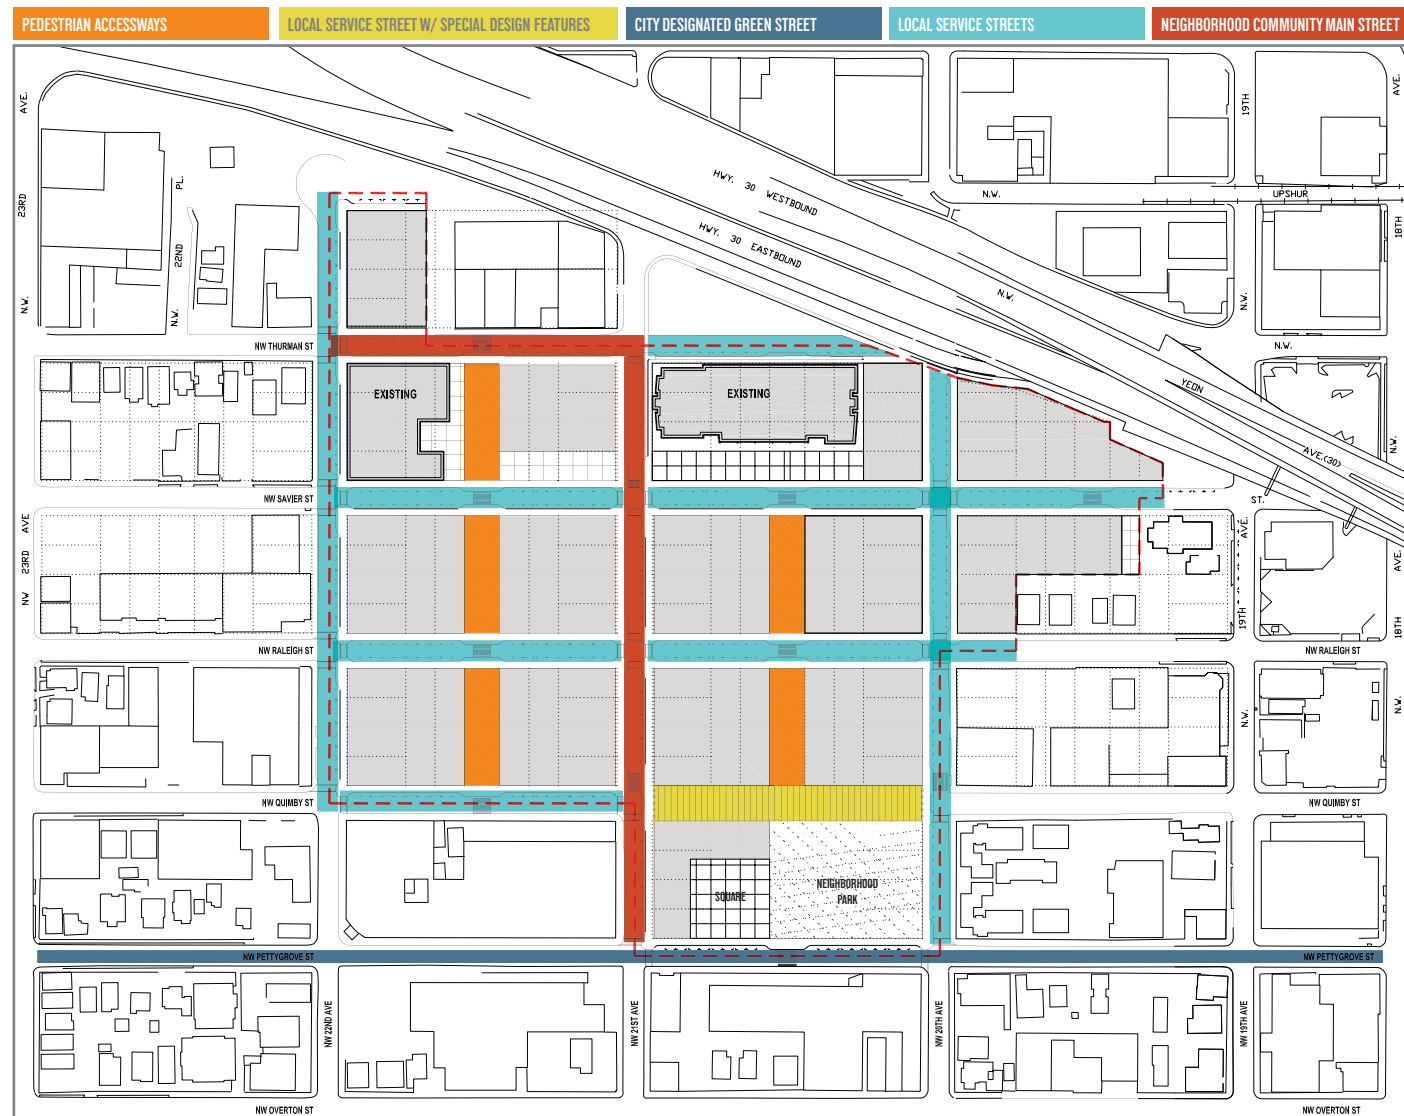 PEDESTRIAN ACCESSWAYS
LOCAL SERVICE STREET W/ SPECIAL DESIGN FEATURES
CITY DESIGNATED GREEN STREET
LOCAL SERVICE STREETS
NEIGHBORHOOD COMMUNITY MAIN STREET
AVE.
23RD
N.W.
PL.
22ND
N.W.
HWY. 30 WESTBOUND
HWY. 30 EASTBOUND
N.W.
YEON
AVE.(30)
N.W.
UPSHUR
19TH
N.W.
AVE.
18TH
N.W.
N.W.
ST.
NW THURMAN ST
EXISTING
EXISTING
NW SAVIER ST
AVE
23RD
NW
AVE.
19TH
AVE.
18TH
NW RALEIGH ST
NW RALEIGH ST
N.W.
N.W.
NW QUIMBY ST
NW QUIMBY ST
SQUARE
NEIGHBORHOOD
PARK
NW PETTYGROVE ST
NW PETTYGROVE ST
NW 22ND AVE
NW 21ST AVE
NW 20TH AVE
NW 19TH AVE
NW OVERTON ST
NW OVERTON ST